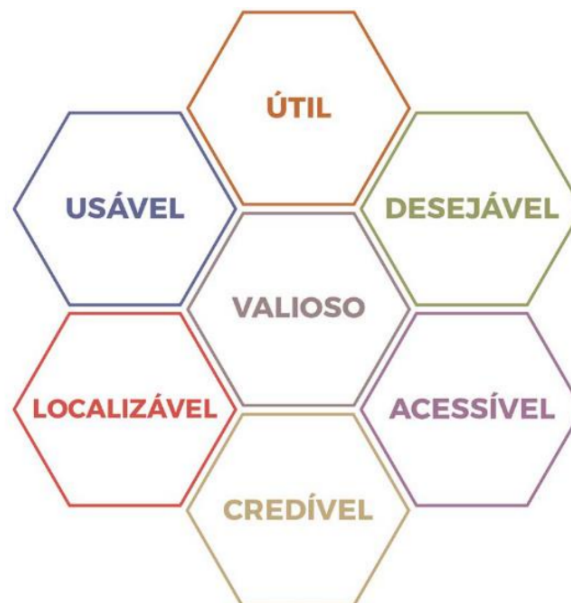 ÚTIL
USÁVEL
DESEJÁVEL
VALIOSO
LOCALIZÁVEL
ACESSÍVEL
CREDÍVEL